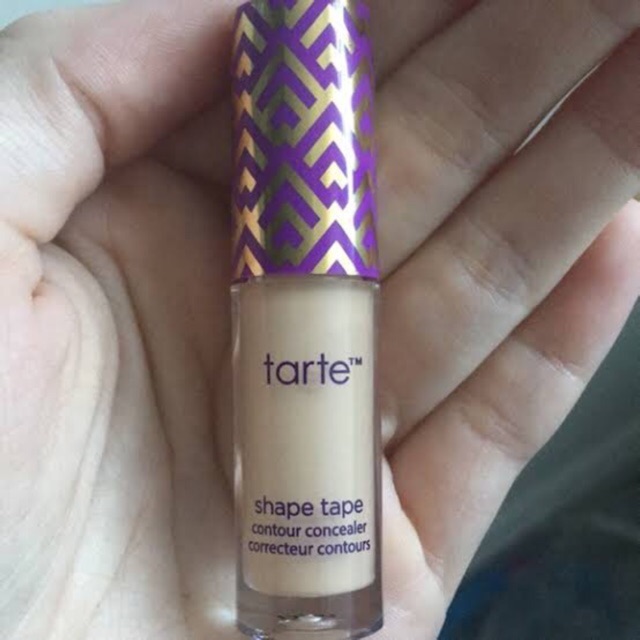 tarte™
shape tape
contour concealer
correcteur contours